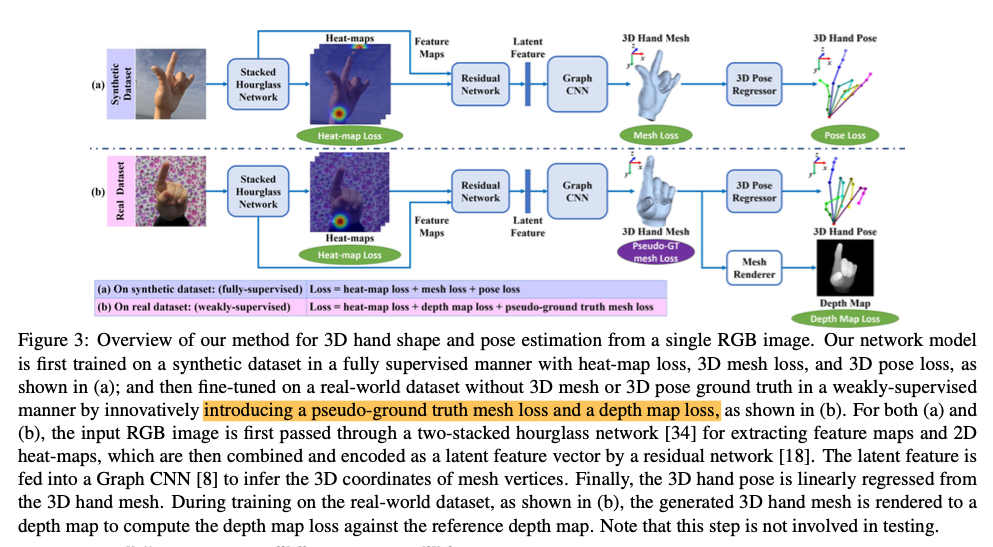 Heat-maps
Feature
Maps
Latent
Feature
3D Hand Mesh
3D Hand Pose
(a)
Synthetic
Dataset
Stacked
Hourglass
Network
Residual
Network
Graph
CNN
3D Pose
Regressor
z
x
y
z
x
y
Heat-map Loss
Mesh Loss
Pose Loss
(b)
Real Dataset
Stacked
Hourglass
Network
Residual
Network
Graph
CNN
3D Pose
Regressor
z
x
y
z
x
y
Heat-maps
Feature
Maps
Latent
Feature
3D Hand Mesh
3D Hand Pose
Heat-map Loss
Pseudo-GT
mesh Loss
Mesh
Renderer
Depth Map
Depth Map Loss
(a) On synthetic dataset: (fully-supervised) Loss = heat-map loss + mesh loss + pose loss
(b) On real dataset: (weakly-supervised) Loss = heat-map loss + depth map loss + pseudo-ground truth mesh loss
Figure 3: Overview of our method for 3D hand shape and pose estimation from a single RGB image. Our network model
is first trained on a synthetic dataset in a fully supervised manner with heat-map loss, 3D mesh loss, and 3D pose loss, as
shown in (a); and then fine-tuned on a real-world dataset without 3D mesh or 3D pose ground truth in a weakly-supervised
manner by innovatively introducing a pseudo-ground truth mesh loss and a depth map loss, as shown in (b). For both (a) and
(b), the input RGB image is first passed through a two-stacked hourglass network [34] for extracting feature maps and 2D
heat-maps, which are then combined and encoded as a latent feature vector by a residual network [18]. The latent feature is
fed into a Graph CNN [8] to infer the 3D coordinates of mesh vertices. Finally, the 3D hand pose is linearly regressed from
the 3D hand mesh. During training on the real-world dataset, as shown in (b), the generated 3D hand mesh is rendered to a
depth map to compute the depth map loss against the reference depth map. Note that this step is not involved in testing.